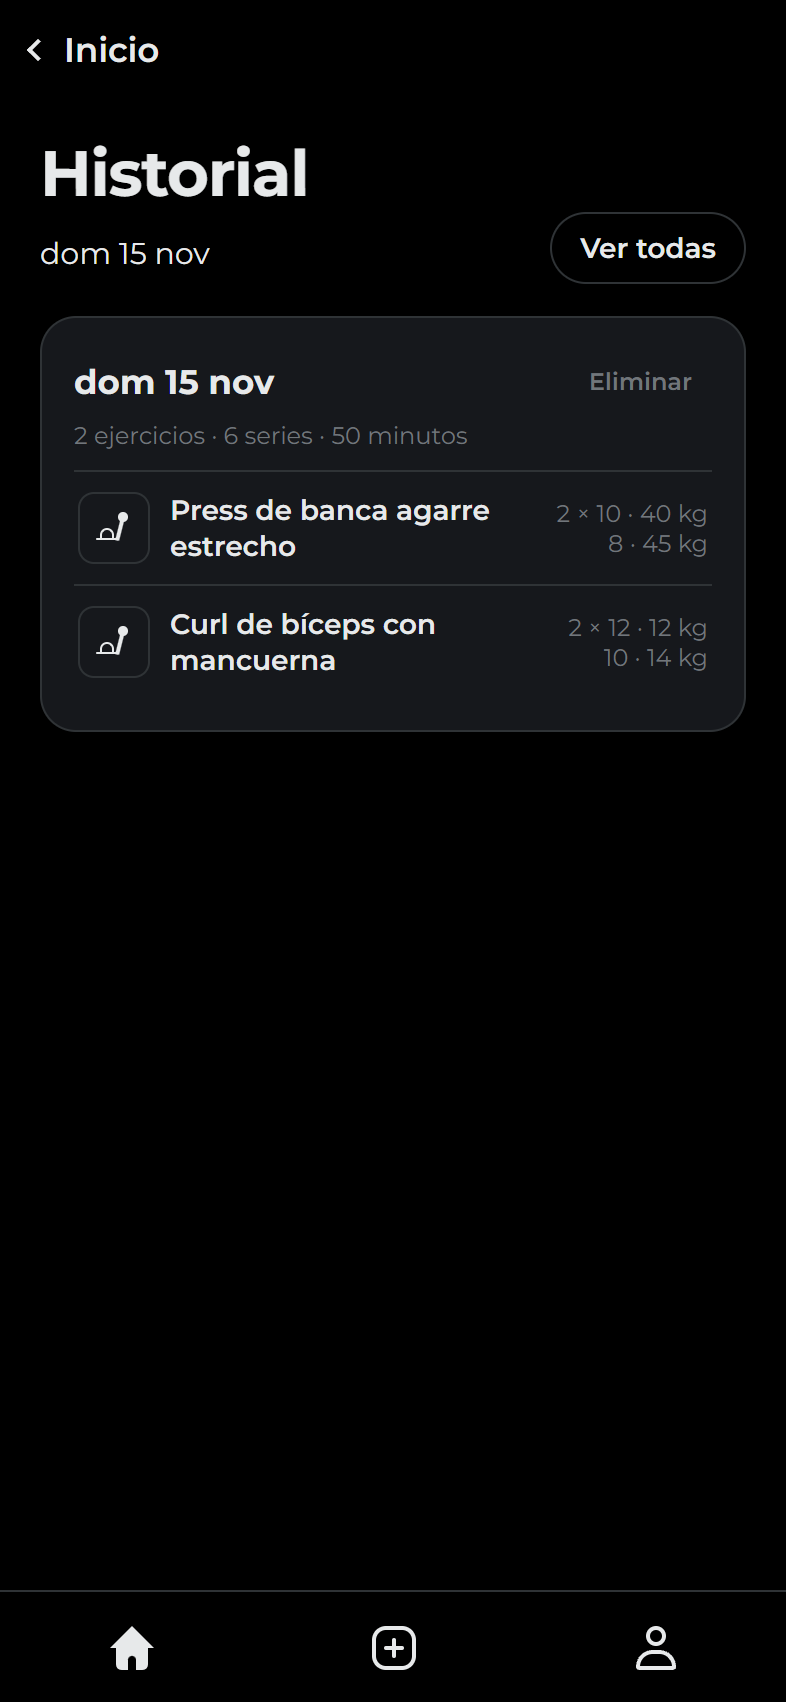 Inicio
Historial
dom 15 nov
Ver todas
dom 15 nov
Eliminar
2 ejercicios · 6 series · 50 minutos
Press de banca agarre
estrecho
2 × 10 · 40 kg
8 · 45 kg
Curl de bíceps con
mancuerna
2 × 12 · 12 kg
10 · 14 kg